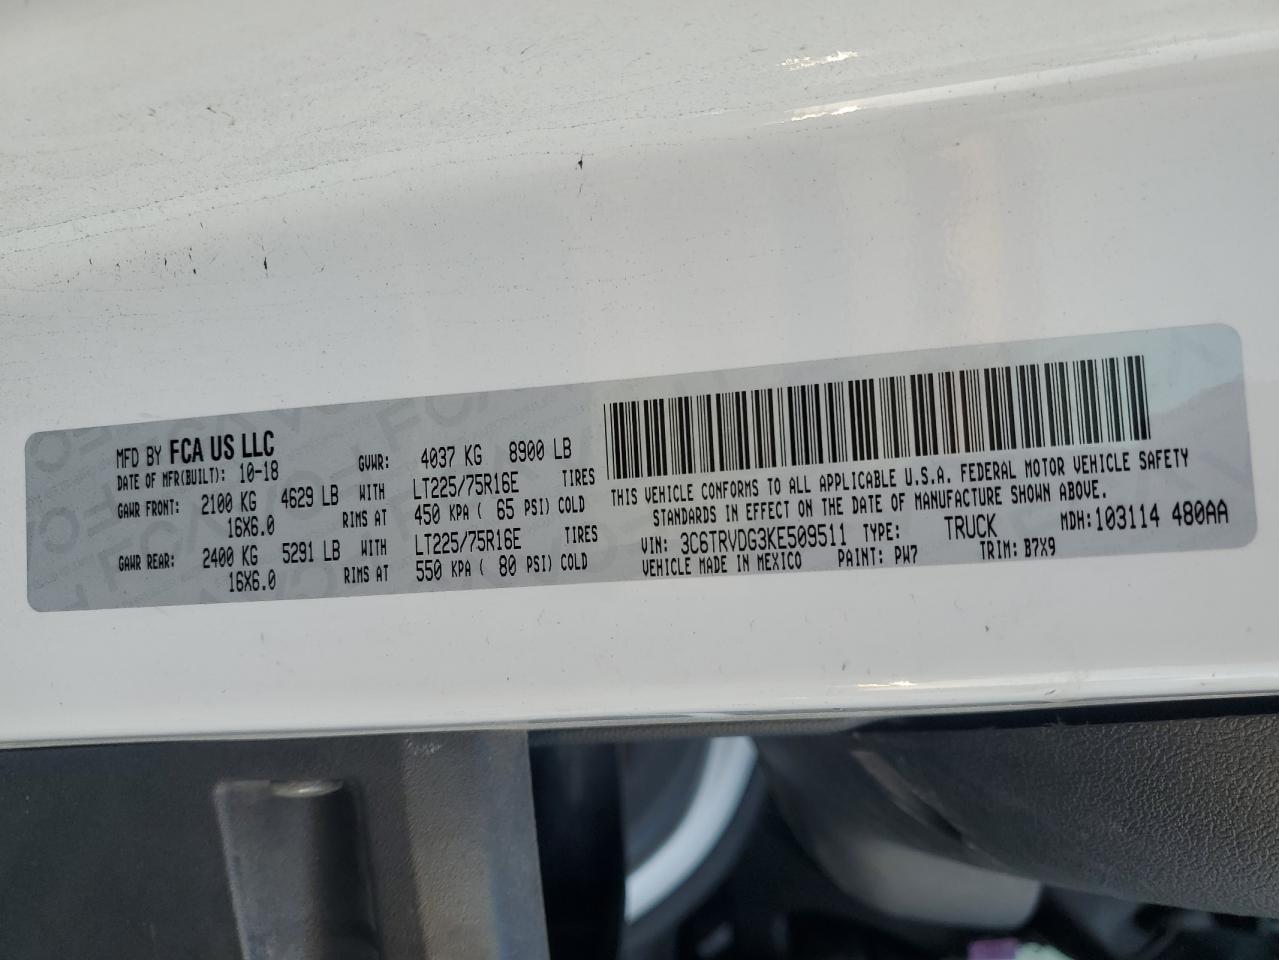 MFD BY FCA US LLC
DATE OF MFR(BUILT): 10-18 GVWR: 4037 KG 8900 LB
GAWR FRONT: 2100 KG 4629 LB WITH LT225/75R16E TIRES
16X6.0 RIMS AT 450 KPA ( 65 PSI) COLD
GAWR REAR: 2400 KG 5291 LB WITH LT225/75R16E TIRES
16X6.0 RIMS AT 550 KPA ( 80 PSI) COLD
THIS VEHICLE CONFORMS TO ALL APPLICABLE U.S.A. FEDERAL MOTOR VEHICLE SAFETY
STANDARDS IN EFFECT ON THE DATE OF MANUFACTURE SHOWN ABOVE.
VIN: 3C6TRVDG3KE509511 TYPE: TRUCK MDH:103114 480AA
VEHICLE MADE IN MEXICO PAINT: PW7 TRIM: B7X9